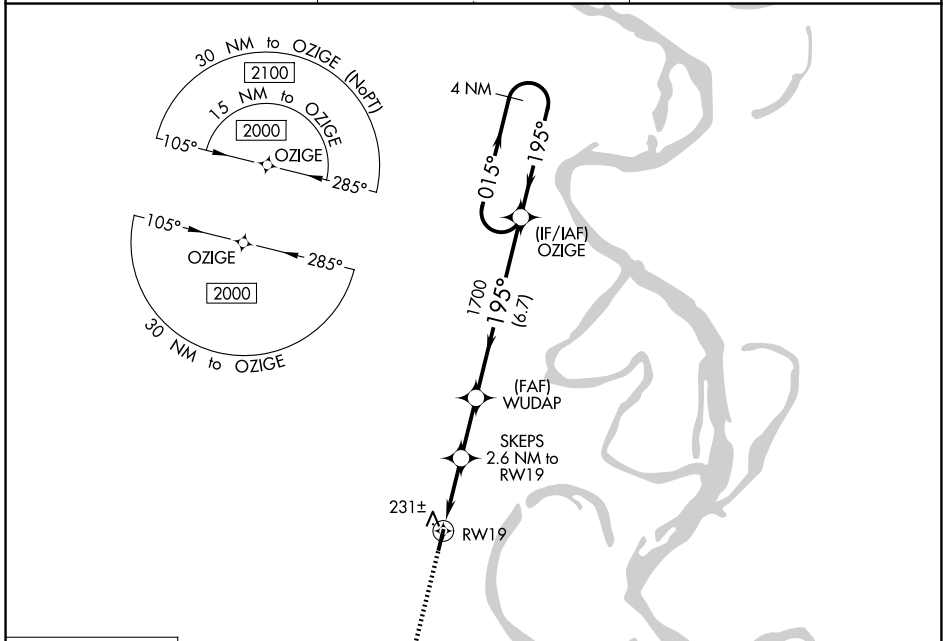 30 NM to OZIGE (NoPT)
2100
15 NM to OZIGE
2000
105°
OZIGE
285°
105°
OZIGE
285°
2000
30 NM to OZIGE
4 NM
015°
195°
(IF/IAF)
OZIGE
1700
195°
(6.7)
(FAF)
WUDAP
SKEPS
2.6 NM to
RW19
231±
RW19